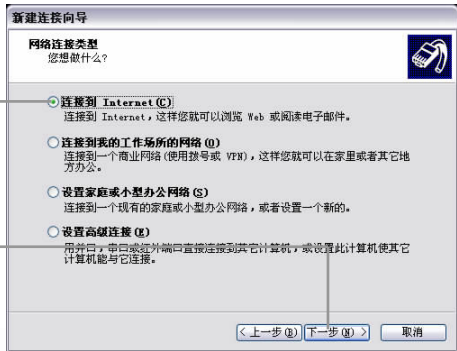 新建连接向导
网络连接类型
您想做什么?
连接到 Internet(C)
连接到 Internet,这样您就可以浏览 Web 或阅读电子邮件。
连接到我的工作场所的网络(O)
连接到一个商业网络(使用拨号或 VPN),这样您就可以在家里或者其它地
方办公。
设置家庭或小型办公网络(S)
连接到一个现有的家庭或小型办公网络,或者设置一个新的。
设置高级连接(E)
用并口,串口或红外端口直接连接到其它计算机,或设置此计算机使其它
计算机能与它连接。
<上一步(B) 下一步(N)> 取消